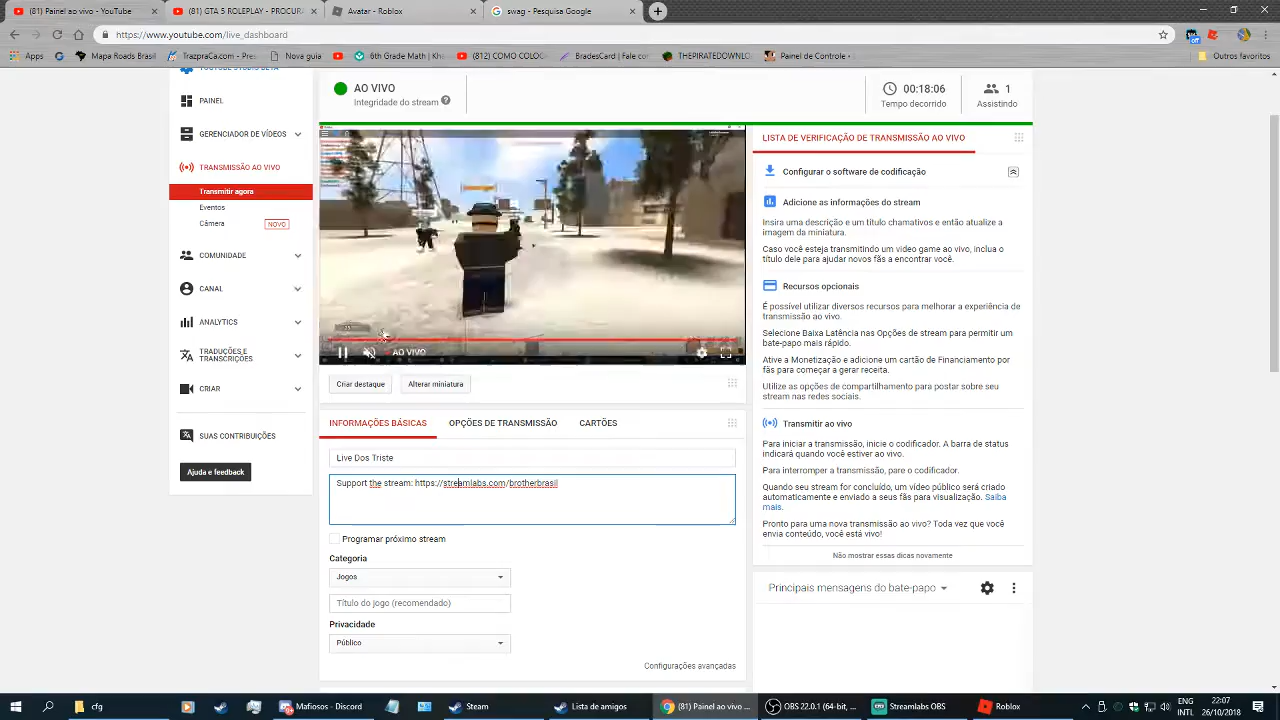 (81) Painel ao vivo - YouTube
(81) GTA 5 ROLEPLAY - PROCURA
Avatar - Roblox
swag - Pesquisa Google
https://www.youtube.com/live_dashboard
off
Apps
Mapa Roads Brasil
TrazpraCa.com - Do
Nova guia
6th Grade Math | Kh
(812) COMO COLOC
BradesCard | Fale co
THEPIRATEDOWNLO
Painel de Controle ‹
Outros favoritos
PAINEL
GERENCIADOR DE VÍDEOS
TRANSMISSÃO AO VIVO
Transmitir agora
Eventos
Câmera
NOVO
COMUNIDADE
CANAL
ANALYTICS
TRADUÇÕES E
TRANSCRIÇÕES
CRIAR
SUAS CONTRIBUIÇÕES
Ajuda e feedback
AO VIVO
Integridade do stream
00:18:06
Tempo decorrido
1
Assistindo
AO VIVO
Criar destaque
Alterar miniatura
INFORMAÇÕES BÁSICAS
OPÇÕES DE TRANSMISSÃO
CARTÕES
Live Dos Triste
Support the stream: https://streamlabs.com/brotherbrasil
Programar próximo stream
Categoria
Jogos
Título do jogo (recomendado)
Privacidade
Público
Configurações avançadas
LISTA DE VERIFICAÇÃO DE TRANSMISSÃO AO VIVO
Configurar o software de codificação
Adicione as informações do stream
Insira uma descrição e um título chamativos e então atualize a
imagem da miniatura.
Caso você esteja transmitindo um video game ao vivo, inclua o
título dele para ajudar novos fãs a encontrar você.
Recursos opcionais
É possível utilizar diversos recursos para melhorar a experiência de
transmissão ao vivo.
Selecione Baixa Latência nas Opções de stream para permitir um
bate-papo mais rápido.
Ative a Monetização e adicione um cartão de Financiamento por
fãs para começar a gerar receita.
Utilize as opções de compartilhamento para postar sobre seu
stream nas redes sociais.
Transmitir ao vivo
Para iniciar a transmissão, inicie o codificador. A barra de status
indicará quando você estiver ao vivo.
Para interromper a transmissão, pare o codificador.
Quando seu stream for concluído, um vídeo público será criado
automaticamente e enviado a seus fãs para visualização. Saiba
mais.
Pronto para uma nova transmissão ao vivo? Toda vez que você
envia conteúdo, você está vivo!
Não mostrar essas dicas novamente
Principais mensagens do bate-papo
cfg
Mafiosos - Discord
Steam
Lista de amigos
(81) Painel ao vivo ...
OBS 22.0.1 (64-bit, ...
Streamlabs OBS
Roblox
ENG
INTL
22:07
26/10/2018